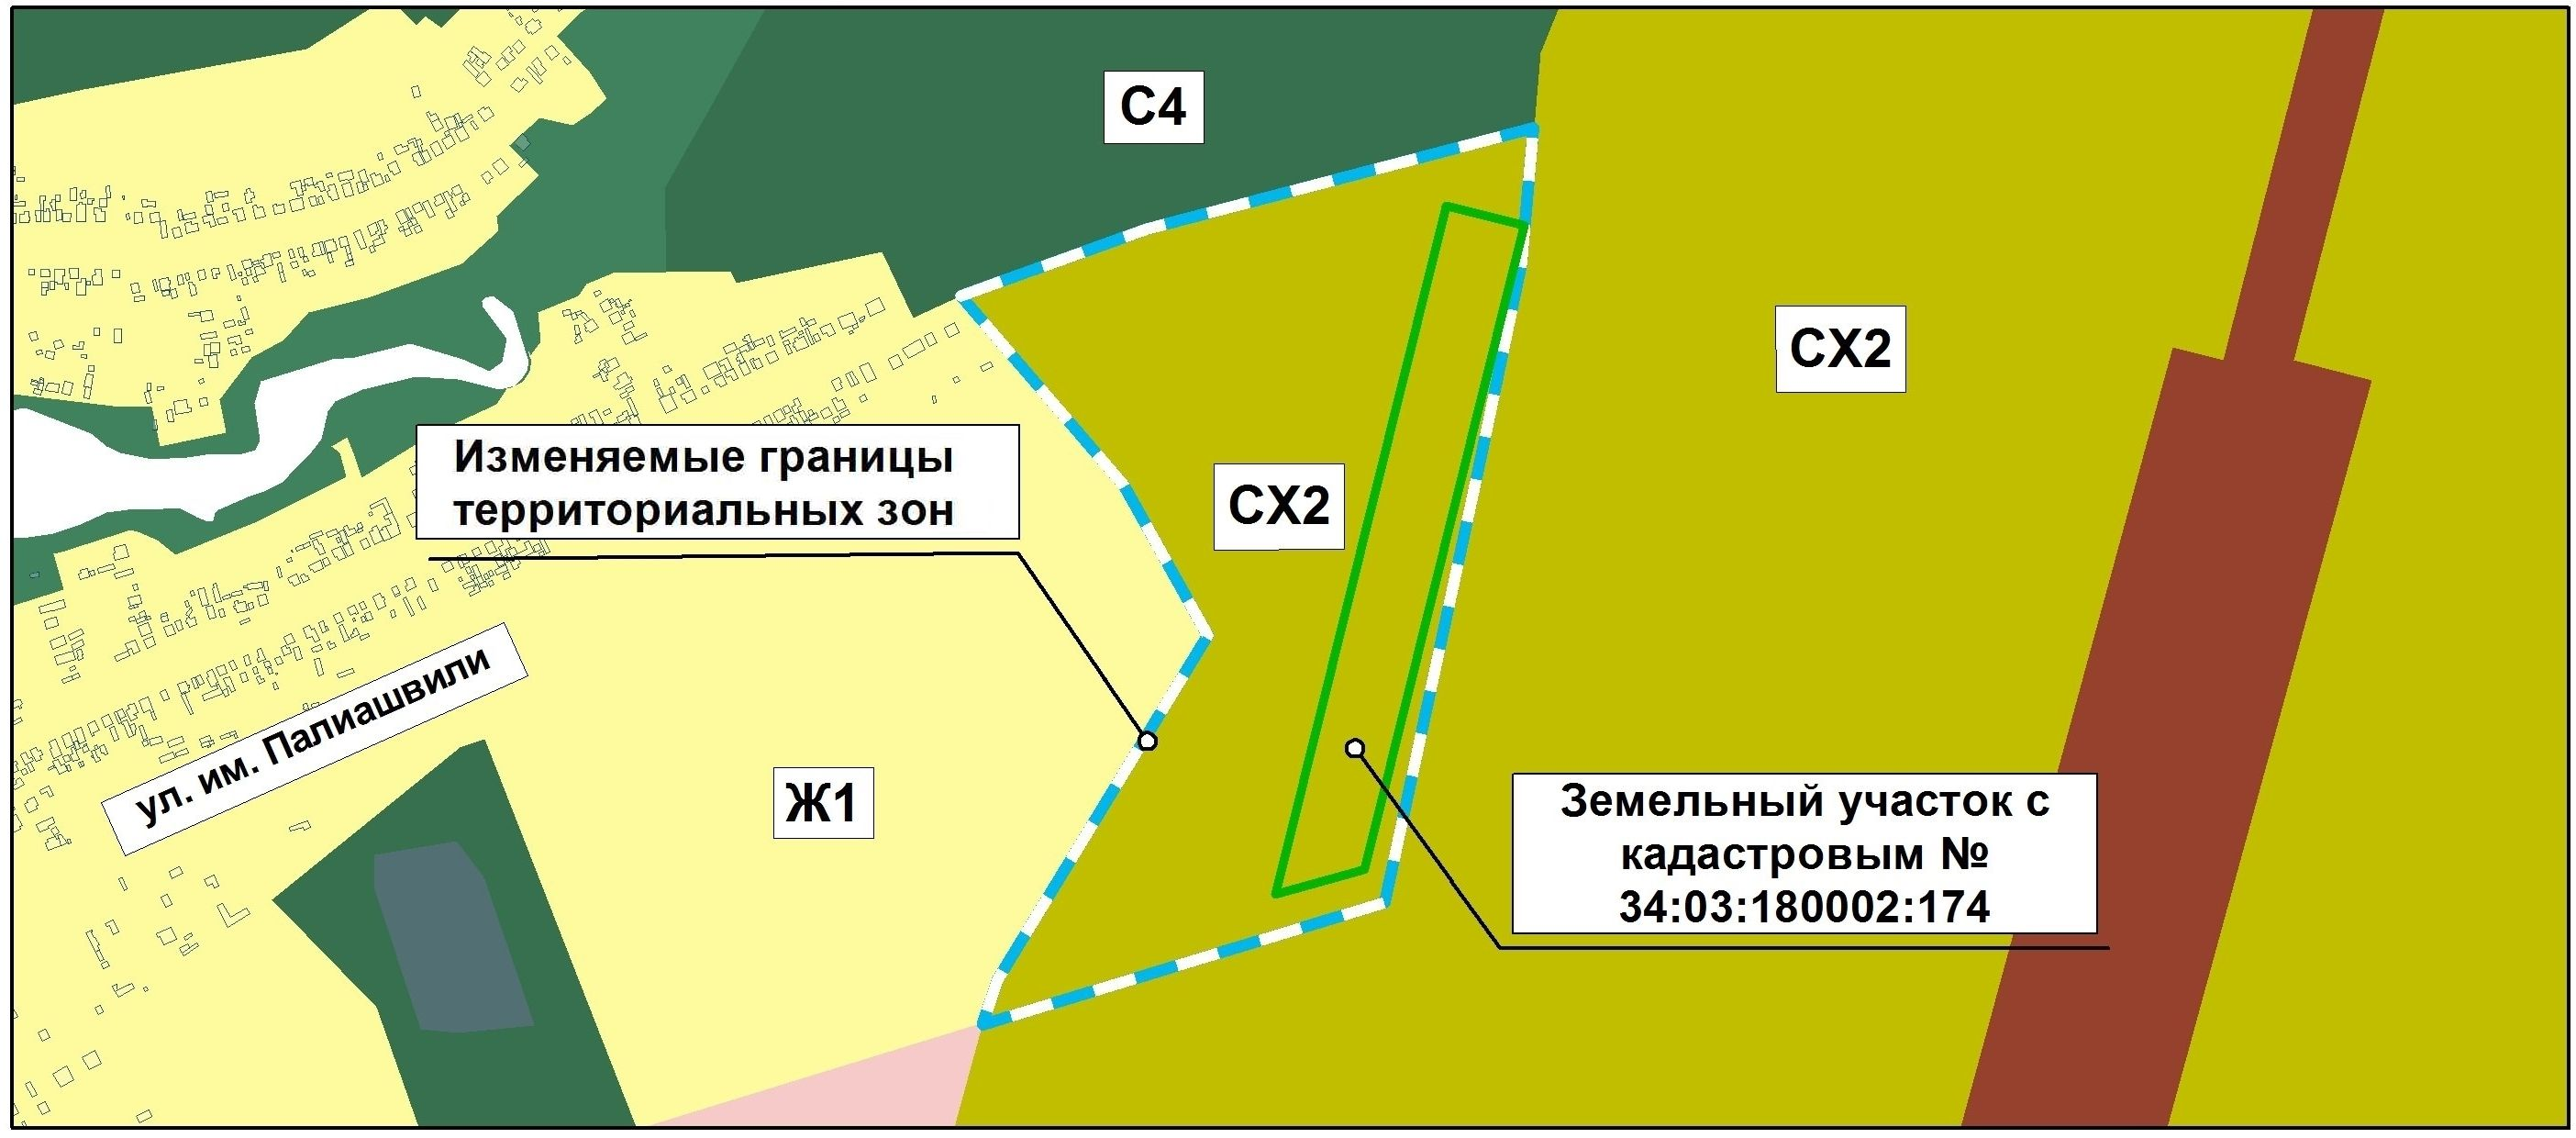 С4
СХ2
Изменяемые границы
территориальных зон
СХ2
ул. им. Палиашвили
Ж1
Земельный участок с
кадастровым №
34:03:180002:174